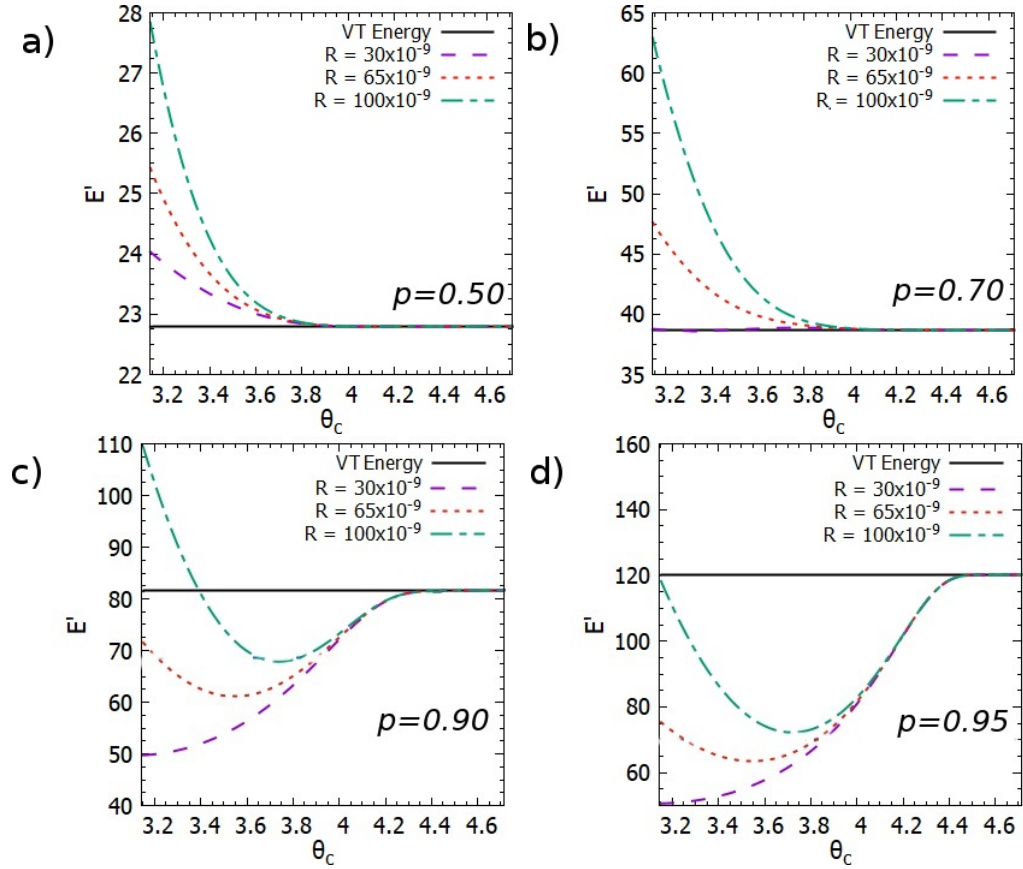 a)
28
27
26
25
24
23
22
E'
VT Energy
R = 30x10⁻⁹
R = 65x10⁻⁹
R = 100x10⁻⁹
p=0.50
3.2 3.4 3.6 3.8 4 4.2 4.4 4.6
θc
b)
65
60
55
50
45
40
35
E'
VT Energy
R = 30x10⁻⁹
R = 65x10⁻⁹
R = 100x10⁻⁹
p=0.70
3.2 3.4 3.6 3.8 4 4.2 4.4 4.6
θc
c)
110
100
90
80
70
60
50
40
E'
VT Energy
R = 30x10⁻⁹
R = 65x10⁻⁹
R = 100x10⁻⁹
p=0.90
3.2 3.4 3.6 3.8 4 4.2 4.4 4.6
θc
d)
160
140
120
100
80
60
E'
VT Energy
R = 30x10⁻⁹
R = 65x10⁻⁹
R = 100x10⁻⁹
p=0.95
3.2 3.4 3.6 3.8 4 4.2 4.4 4.6
θc